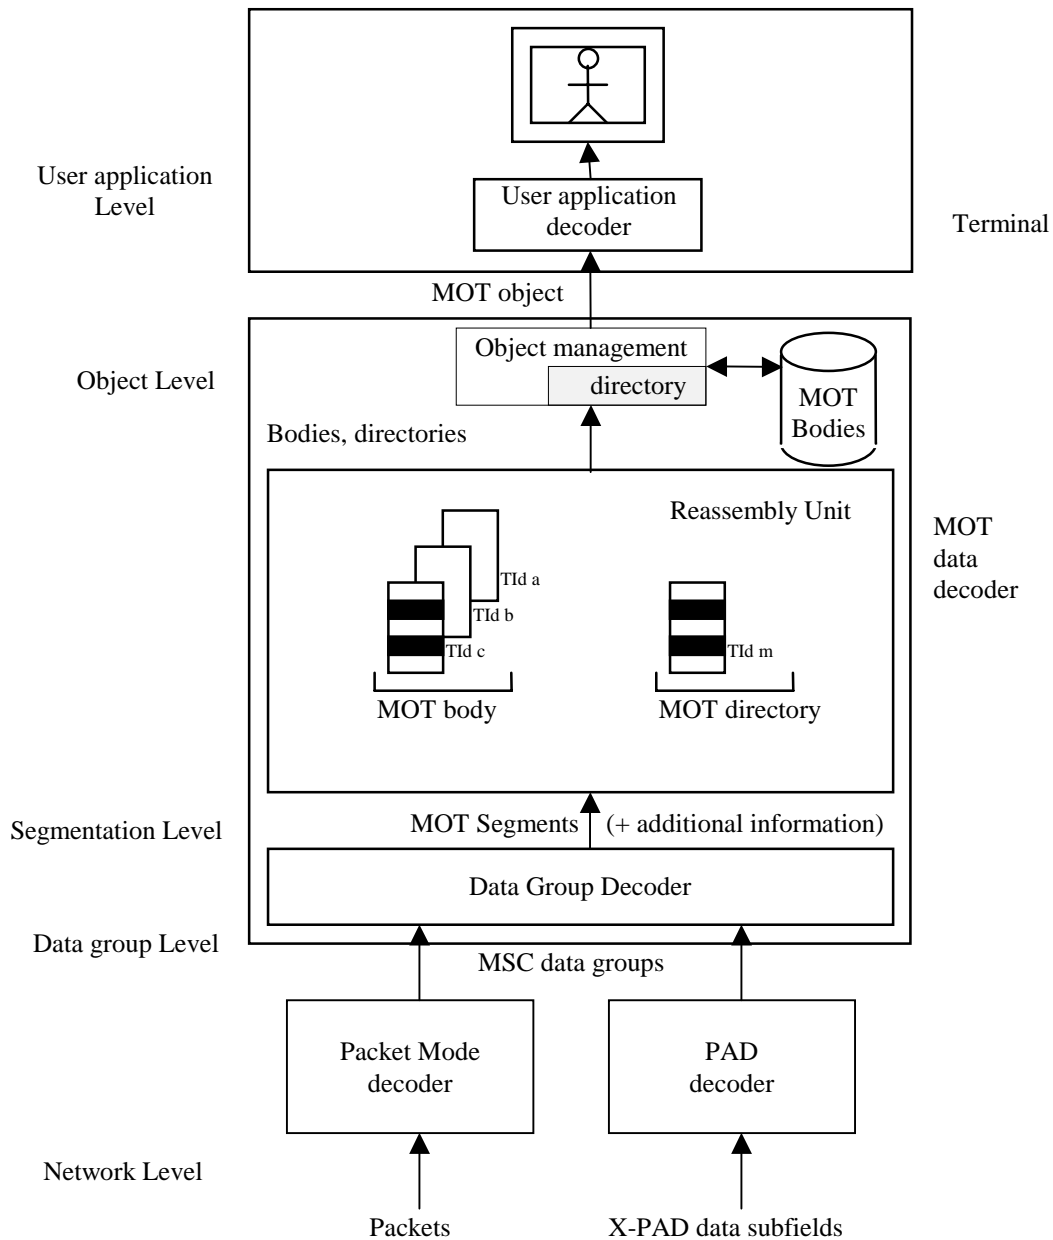 User application
Level
User application
decoder
Terminal
MOT object
Object management
directory
Object Level
MOT
Bodies
Bodies, directories
Reassembly Unit
MOT
data
decoder
TId a
TId b
TId c
TId m
MOT body
MOT directory
Segmentation Level
MOT Segments (+ additional information)
Data Group Decoder
Data group Level
MSC data groups
Packet Mode
decoder
PAD
decoder
Network Level
Packets
X-PAD data subfields